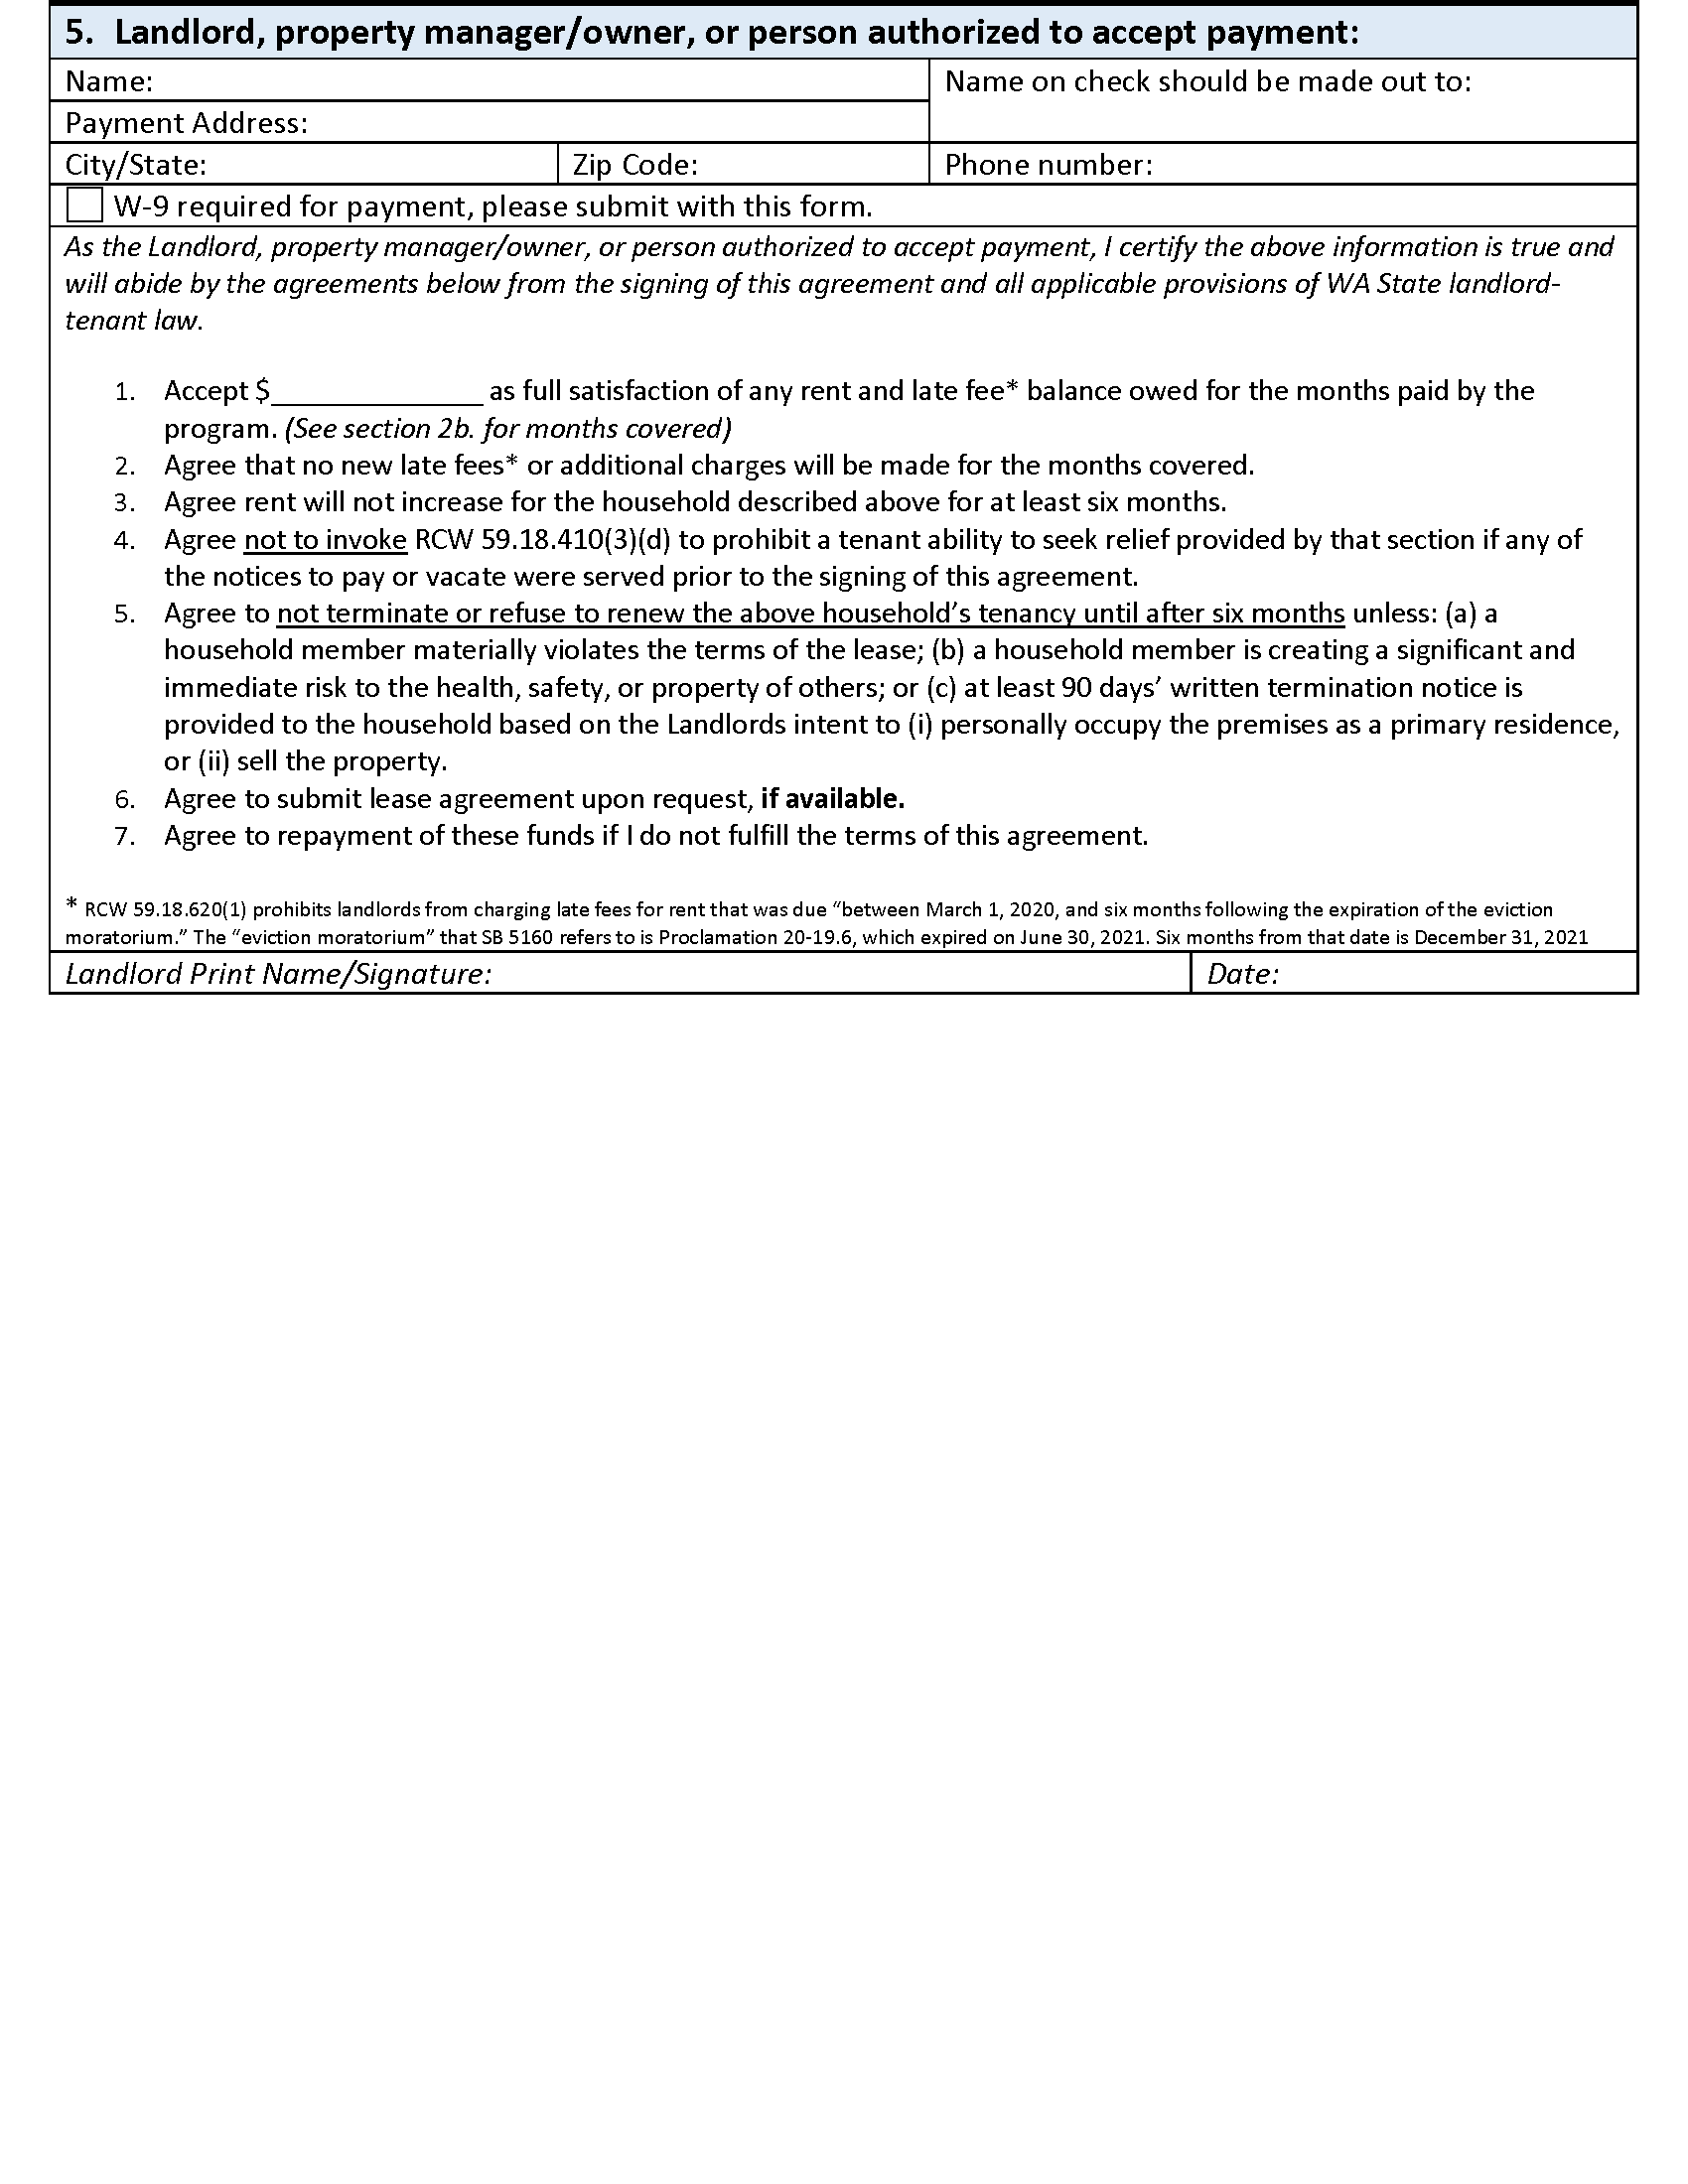 5. Landlord, property manager/owner, or person authorized to accept payment:
Name:
Name on check should be made out to:
Payment Address:
City/State:
Zip Code:
Phone number:
W-9 required for payment, please submit with this form.
As the Landlord, property manager/owner, or person authorized to accept payment, I certify the above information is true and
will abide by the agreements below from the signing of this agreement and all applicable provisions of WA State landlord-
tenant law.
1. Accept $______________ as full satisfaction of any rent and late fee* balance owed for the months paid by the
program. (See section 2b. for months covered)
2. Agree that no new late fees* or additional charges will be made for the months covered.
3. Agree rent will not increase for the household described above for at least six months.
4. Agree not to invoke RCW 59.18.410(3)(d) to prohibit a tenant ability to seek relief provided by that section if any of
the notices to pay or vacate were served prior to the signing of this agreement.
5. Agree to not terminate or refuse to renew the above household’s tenancy until after six months unless: (a) a
household member materially violates the terms of the lease; (b) a household member is creating a significant and
immediate risk to the health, safety, or property of others; or (c) at least 90 days’ written termination notice is
provided to the household based on the Landlords intent to (i) personally occupy the premises as a primary residence,
or (ii) sell the property.
6. Agree to submit lease agreement upon request, if available.
7. Agree to repayment of these funds if I do not fulfill the terms of this agreement.
* RCW 59.18.620(1) prohibits landlords from charging late fees for rent that was due “between March 1, 2020, and six months following the expiration of the eviction
moratorium.” The “eviction moratorium” that SB 5160 refers to is Proclamation 20-19.6, which expired on June 30, 2021. Six months from that date is December 31, 2021
Landlord Print Name/Signature:
Date: